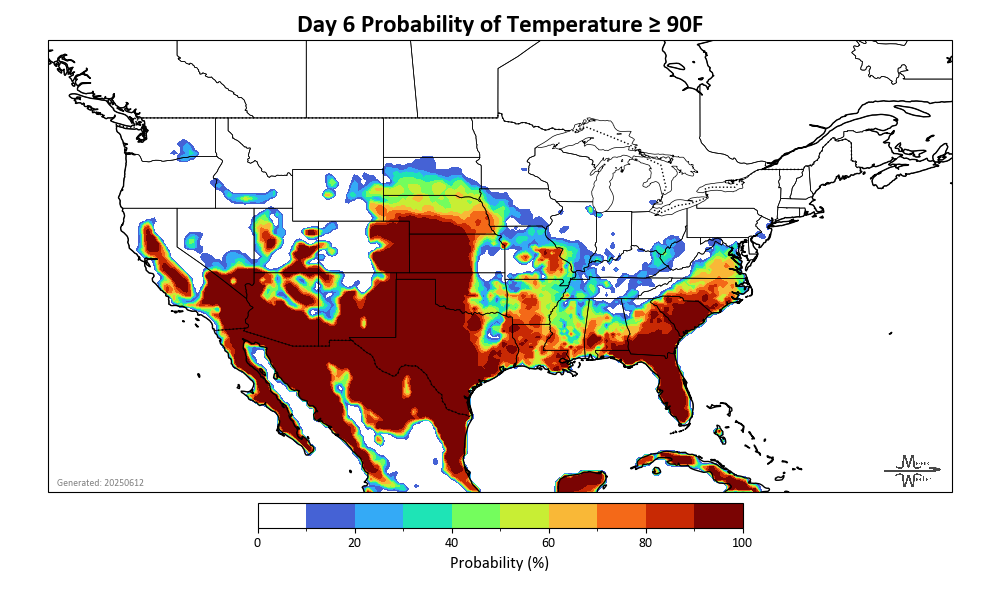 Day 6 Probability of Temperature ≥ 90F
Generated: 20250612
0 20 40 60 80 100
Probability (%)